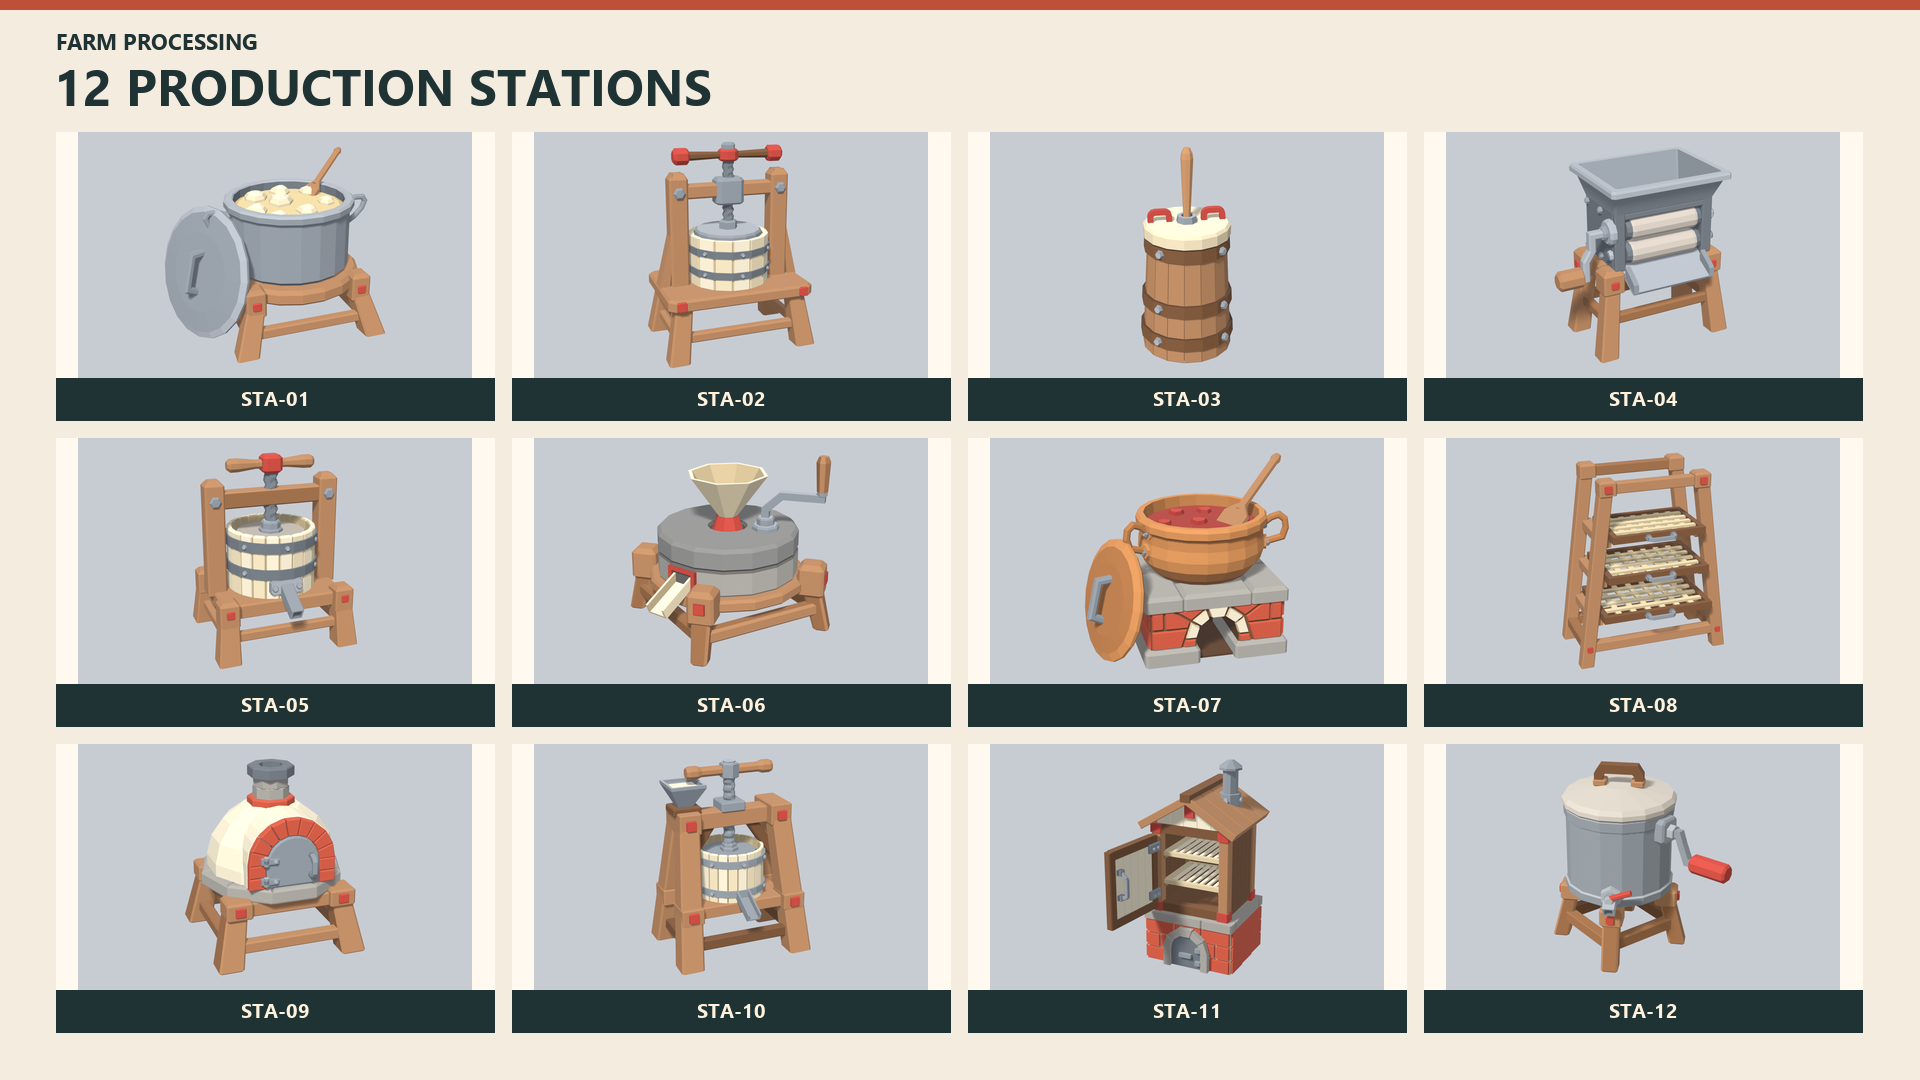 FARM PROCESSING
12 PRODUCTION STATIONS
STA-01
STA-02
STA-03
STA-04
STA-05
STA-06
STA-07
STA-08
STA-09
STA-10
STA-11
STA-12